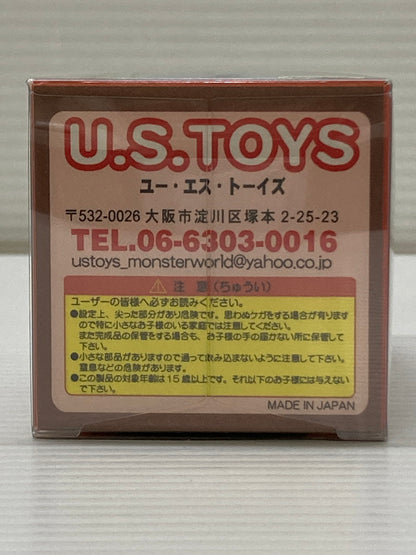 U.S.TOYS
ユー・エス・トーイズ
〒532-0026 大阪市淀川区塚本 2-25-23
TEL.06-6303-0016
ustoys_monsterworld@yahoo.co.jp
注 意(ちゅうい)
ユーザーの皆様へ必ずお読みください。
●設定上、尖った部分があり危険です。思わぬケガをする場合が有りま
すので特に小さなお子様のいる家庭では注意してください。
また完成品の保管等の場合も、お子様の手の届かない所に保管して
下さい。
●小さな部品がありますので誤って飲み込まないように注意して下さい。
窒息などの危険があります。
●この製品の対象年齢は15歳以上です。それ以下のお子様には与えない
で下さい。
MADE IN JAPAN